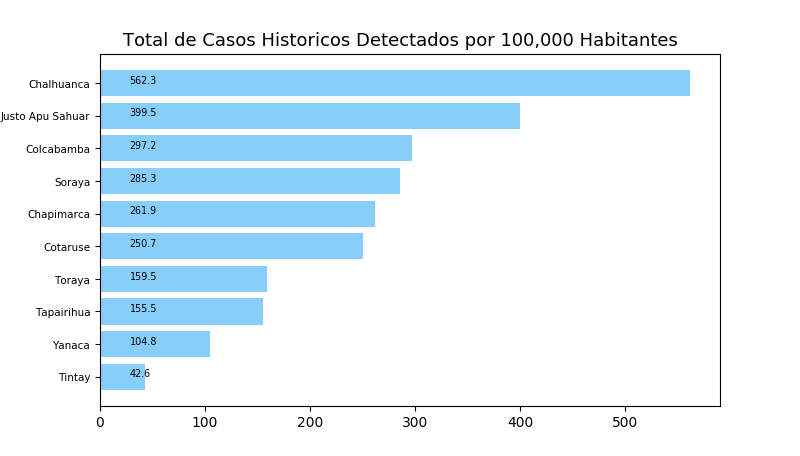 Total de Casos Historicos Detectados por 100,000 Habitantes
Chalhuanca 562.3
Justo Apu Sahuar 399.5
Colcabamba 297.2
Soraya 285.3
Chapimarca 261.9
Cotaruse 250.7
Toraya 159.5
Tapairihua 155.5
Yanaca 104.8
Tintay 42.6
0 100 200 300 400 500